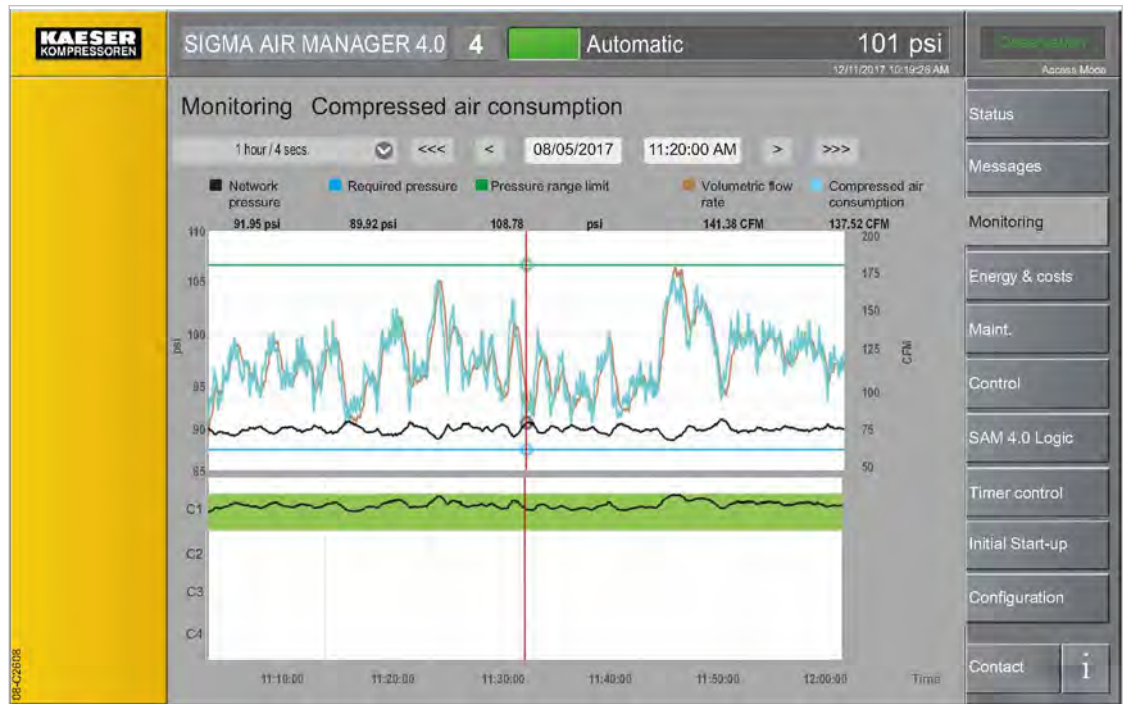 KAESER
KOMPRESSOREN
SIGMA AIR MANAGER 4.0 4 Automatic 101 psi
12/11/2017 10:19:26 AM
Access Mode
Monitoring Compressed air consumption
1 hour / 4 secs. <<< < 08/05/2017 11:20:00 AM > >>>
Network pressure
Required pressure
Pressure range limit
Volumetric flow rate
Compressed air consumption
91.95 psi 89.92 psi 108.78 psi 141.38 CFM 137.52 CFM
110
105
100
95
90
85
psi
200
175
150
125
100
75
50
CFM
C1
C2
C3
C4
11:10:00 11:20:00 11:30:00 11:40:00 11:50:00 12:00:00 Time
Status
Messages
Monitoring
Energy & costs
Maint.
Control
SAM 4.0 Logic
Timer control
Initial Start-up
Configuration
Contact i
08-C2608